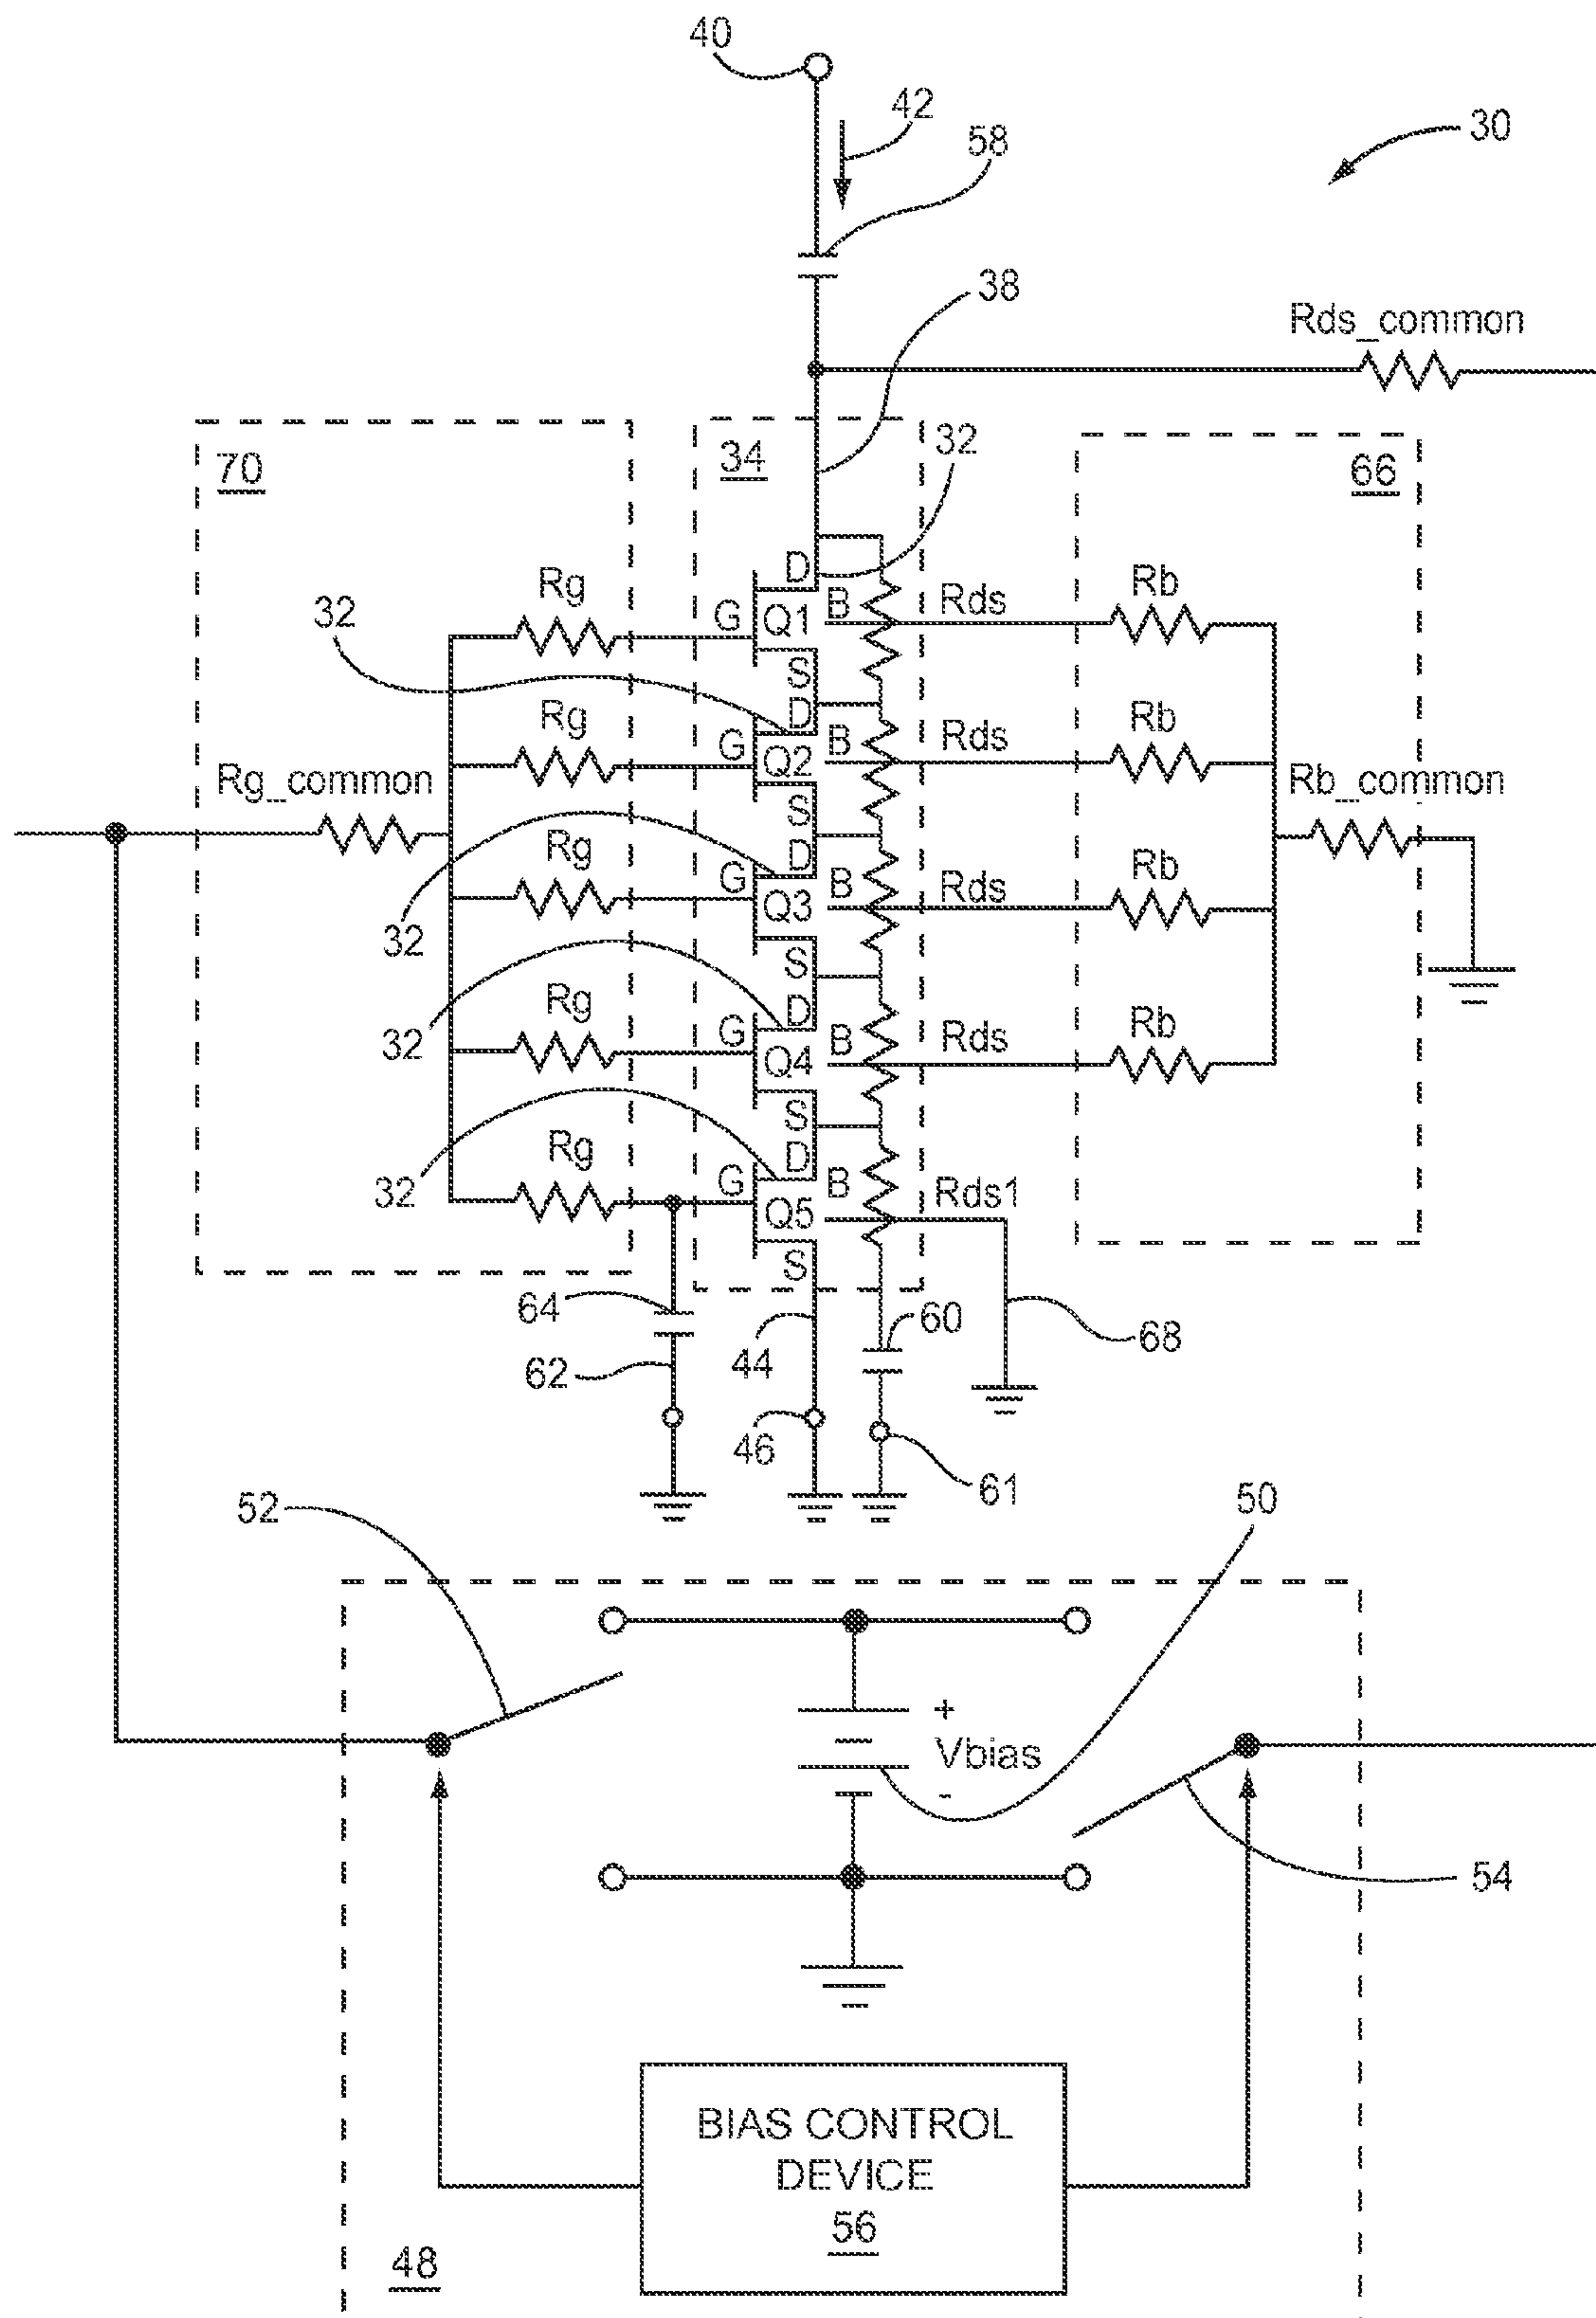 40
42
58
30
38
Rds_common
70
34
32
66
Rg
D
B
Rds
Rb
32
G
Q1
S
Rg
D
B
Rds
Rb
G
Q2
Rg_common
Rb_common
S
Rg
D
B
Rds
Rb
G
Q3
32
S
Rg
D
B
Rds
Rb
32
G
Q4
S
Rg
D
B
Rds1
32
G
Q5
S
64
60
68
62
44
46
61
52
50
+
Vbias
-
54
BIAS CONTROL
DEVICE
56
48